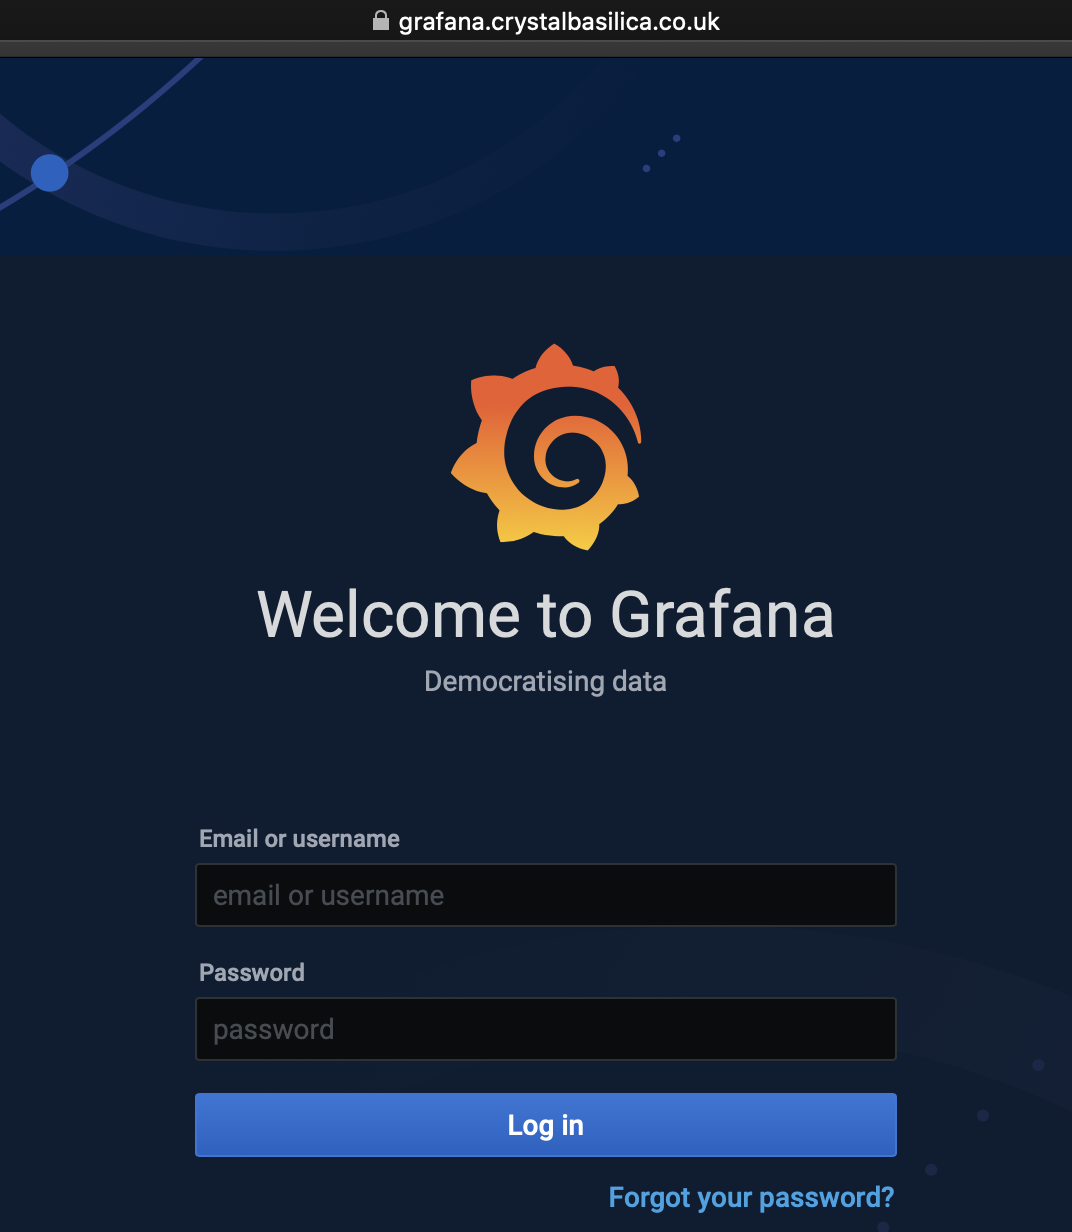 grafana.crystalbasilica.co.uk
Welcome to Grafana
Democratising data
Email or username
email or username
Password
password
Log in
Forgot your password?